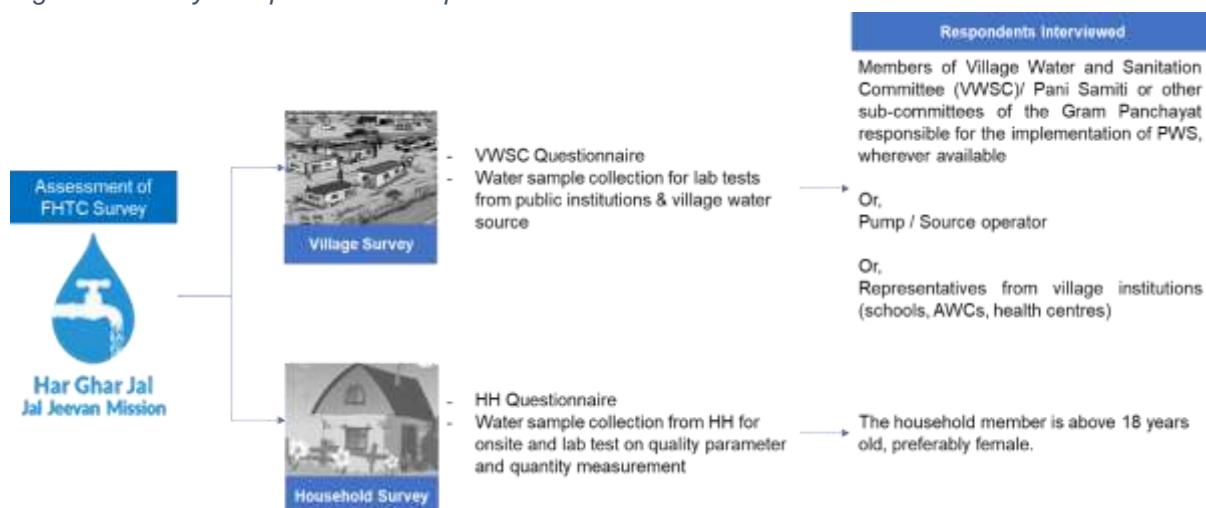 Respondents Interviewed
Members of Village Water and Sanitation
Committee (VWSC)/ Pani Samiti or other
sub-committees of the Gram Panchayat
responsible for the implementation of PWS,
wherever available
Or,
Pump / Source operator
Or,
Representatives from village institutions
(schools, AWCs, health centres)
Assessment of
FHTC Survey
Har Ghar Jal
Jal Jeevan Mission
- VWSC Questionnaire
- Water sample collection for lab tests
from public institutions & village water
source
Village Survey
- HH Questionnaire
- Water sample collection from HH for
onsite and lab test on quality parameter
and quantity measurement
Household Survey
The household member is above 18 years
old, preferably female.